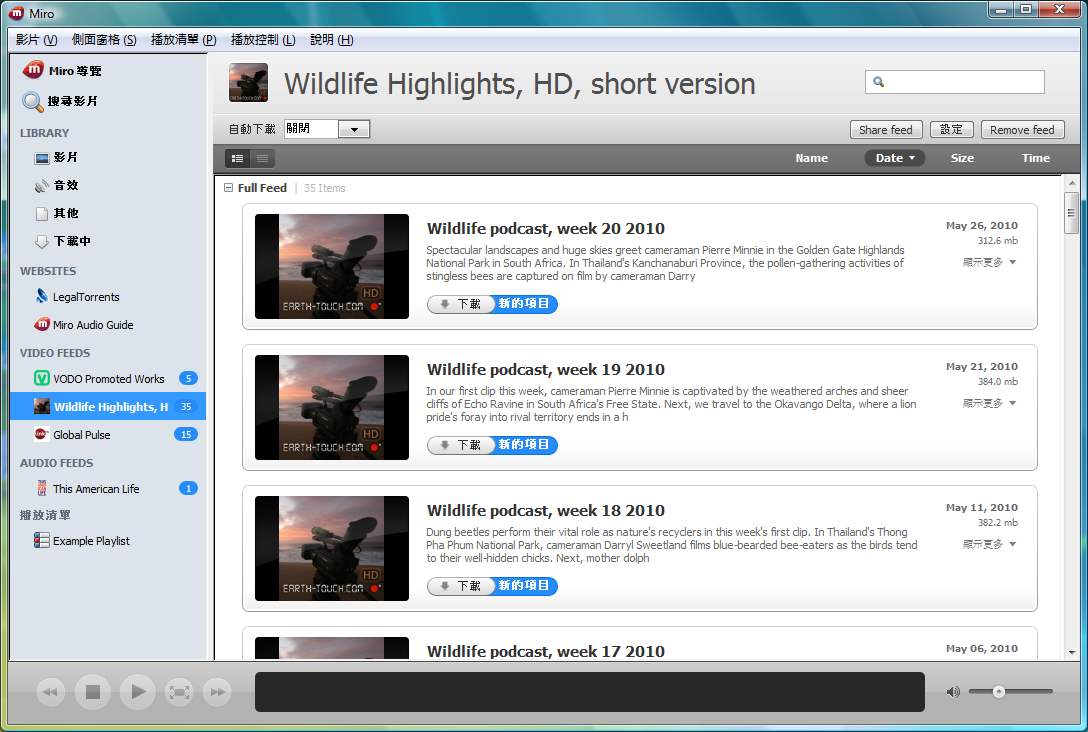 Miro
影片 (V) 側面窗格 (S) 播放清單 (P) 播放控制 (L) 說明 (H)
Miro 導覽
搜尋影片
LIBRARY
影片
音效
其他
下載中
WEBSITES
LegalTorrents
Miro Audio Guide
VIDEO FEEDS
VODO Promoted Works 5
Wildlife Highlights, H 35
Global Pulse 15
AUDIO FEEDS
This American Life 1
播放清單
Example Playlist
Wildlife Highlights, HD, short version
自動下載 關閉 Share feed 設定 Remove feed
Name Date Size Time
Full Feed | 35 Items
Wildlife podcast, week 20 2010
May 26, 2010
Spectacular landscapes and huge skies greet cameraman Pierre Minnie in the Golden Gate Highlands
312.6 mb
National Park in South Africa. In Thailand's Kanchanaburi Province, the pollen-gathering activities of
顯示更多
stingless bees are captured on film by cameraman Darry
HD
EARTH-TOUCH.COM
下載 新的項目
Wildlife podcast, week 19 2010
May 21, 2010
In our first clip this week, cameraman Pierre Minnie is captivated by the weathered arches and sheer
384.0 mb
cliffs of Echo Ravine in South Africa's Free State. Next, we travel to the Okavango Delta, where a lion
顯示更多
pride's foray into rival territory ends in a h
HD
EARTH-TOUCH.COM
下載 新的項目
Wildlife podcast, week 18 2010
May 11, 2010
Dung beetles perform their vital role as nature's recyclers in this week's first clip. In Thailand's Thong
382.2 mb
Pha Phum National Park, cameraman Darryl Sweetland films blue-bearded bee-eaters as the birds tend
顯示更多
to their well-hidden chicks. Next, mother dolph
HD
EARTH-TOUCH.COM
下載 新的項目
Wildlife podcast, week 17 2010
May 06, 2010